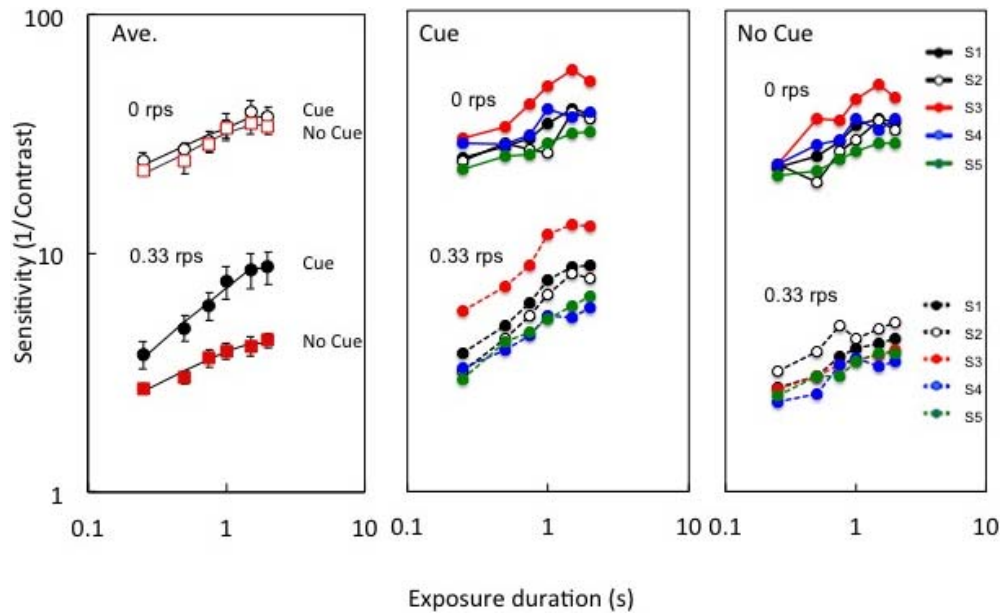 100
10
1
Sensitivity (1/Contrast)
Ave.
0 rps
Cue
No Cue
0.33 rps
Cue
No Cue
0.1
1
10
Cue
0 rps
0.33 rps
0.1
1
10
No Cue
0 rps
S1
S2
S3
S4
S5
0.33 rps
S1
S2
S3
S4
S5
0.1
1
10
Exposure duration (s)